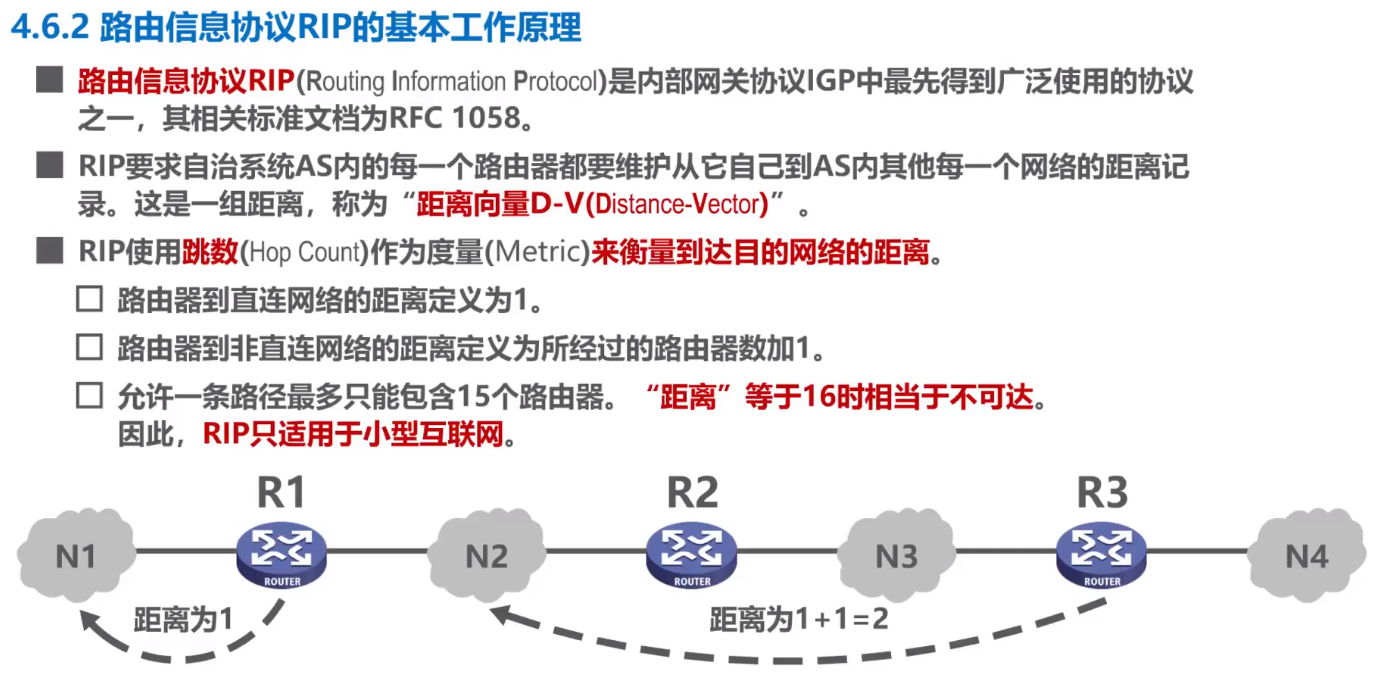 4.6.2 路由信息协议RIP的基本工作原理
■ 路由信息协议RIP(Routing Information Protocol)是内部网关协议IGP中最先得到广泛使用的协议
之一，其相关标准文档为RFC 1058。
■ RIP要求自治系统AS内的每一个路由器都要维护从它自己到AS内其他每一个网络的距离记
录。这是一组距离，称为“距离向量D-V(Distance-Vector)”。
■ RIP使用跳数(Hop Count)作为度量(Metric)来衡量到达目的网络的距离。
□ 路由器到直连网络的距离定义为1。
□ 路由器到非直连网络的距离定义为所经过的路由器数加1。
□ 允许一条路径最多只能包含15个路由器。“距离”等于16时相当于不可达。
因此，RIP只适用于小型互联网。
R1 R2 R3
N1 N2 N3 N4
ROUTER ROUTER ROUTER
距离为1 距离为1+1=2